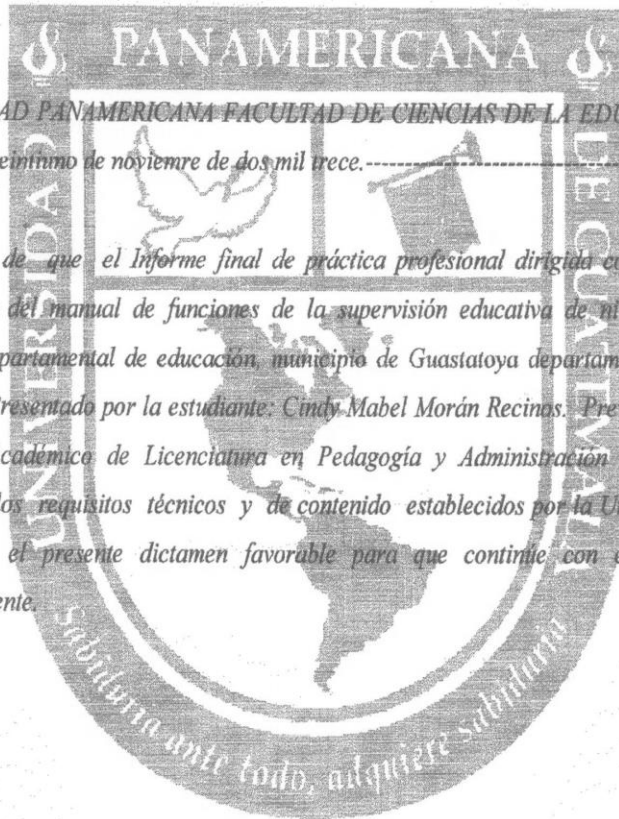 PANAMERICANA
UNIVERSIDAD
DE GUATEMALA
AD PANAMERICANA FACULTAD DE CIENCIAS DE LA EDU
eintiuno de noviemre de dos mil trece.-------------------------
de que el Informe final de práctica profesional dirigida co
del manual de funciones de la supervisión educativa de ni
partamental de educación, municipio de Guastatoya departam
Presentado por la estudiante: Cindy Mabel Morán Recinos. Pre
cadémico de Licenciatura en Pedagogía y Administración
los requisitos técnicos y de contenido establecidos por la U
el presente dictamen favorable para que continúe con e
ente.
Sabiduría ante todo, adquiere sabiduría